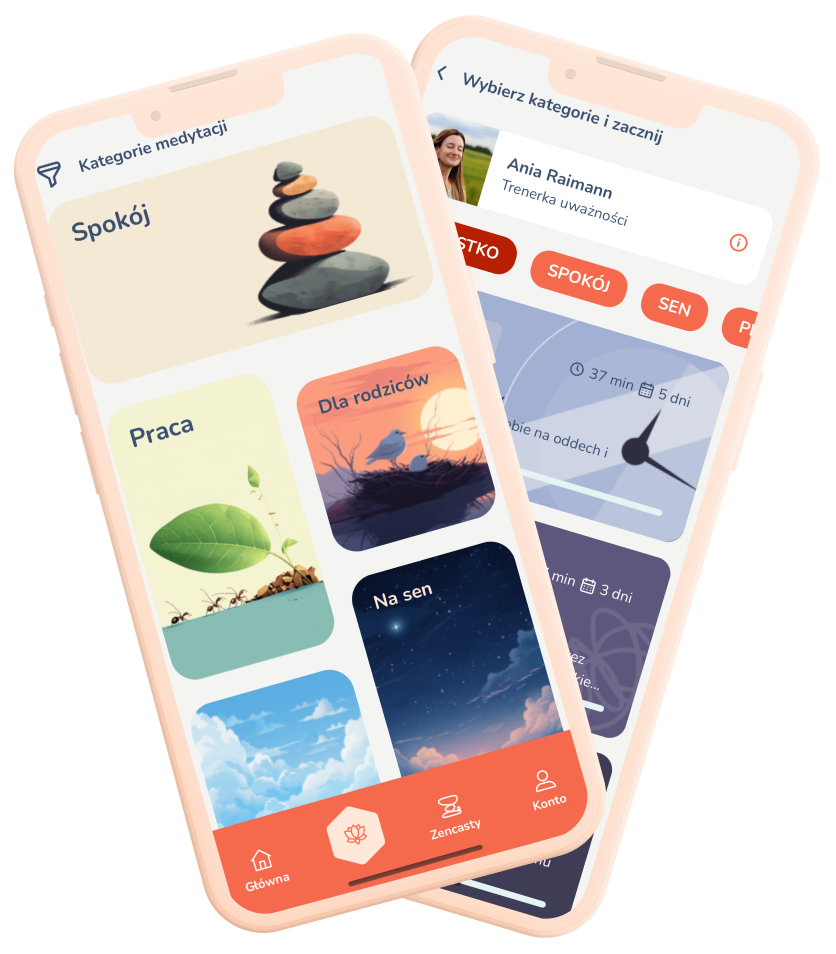 Kategorie medytacji
Spokój
Praca
Dla rodziców
Na sen
Główna
Zencasty
Konto
Wybierz kategorie i zacznij
Ania Raimann
Trenerka uważności
STKO
SPOKÓJ
SEN
37 min 5 dni
obie na oddech i
min 3 dni
ez
kie...